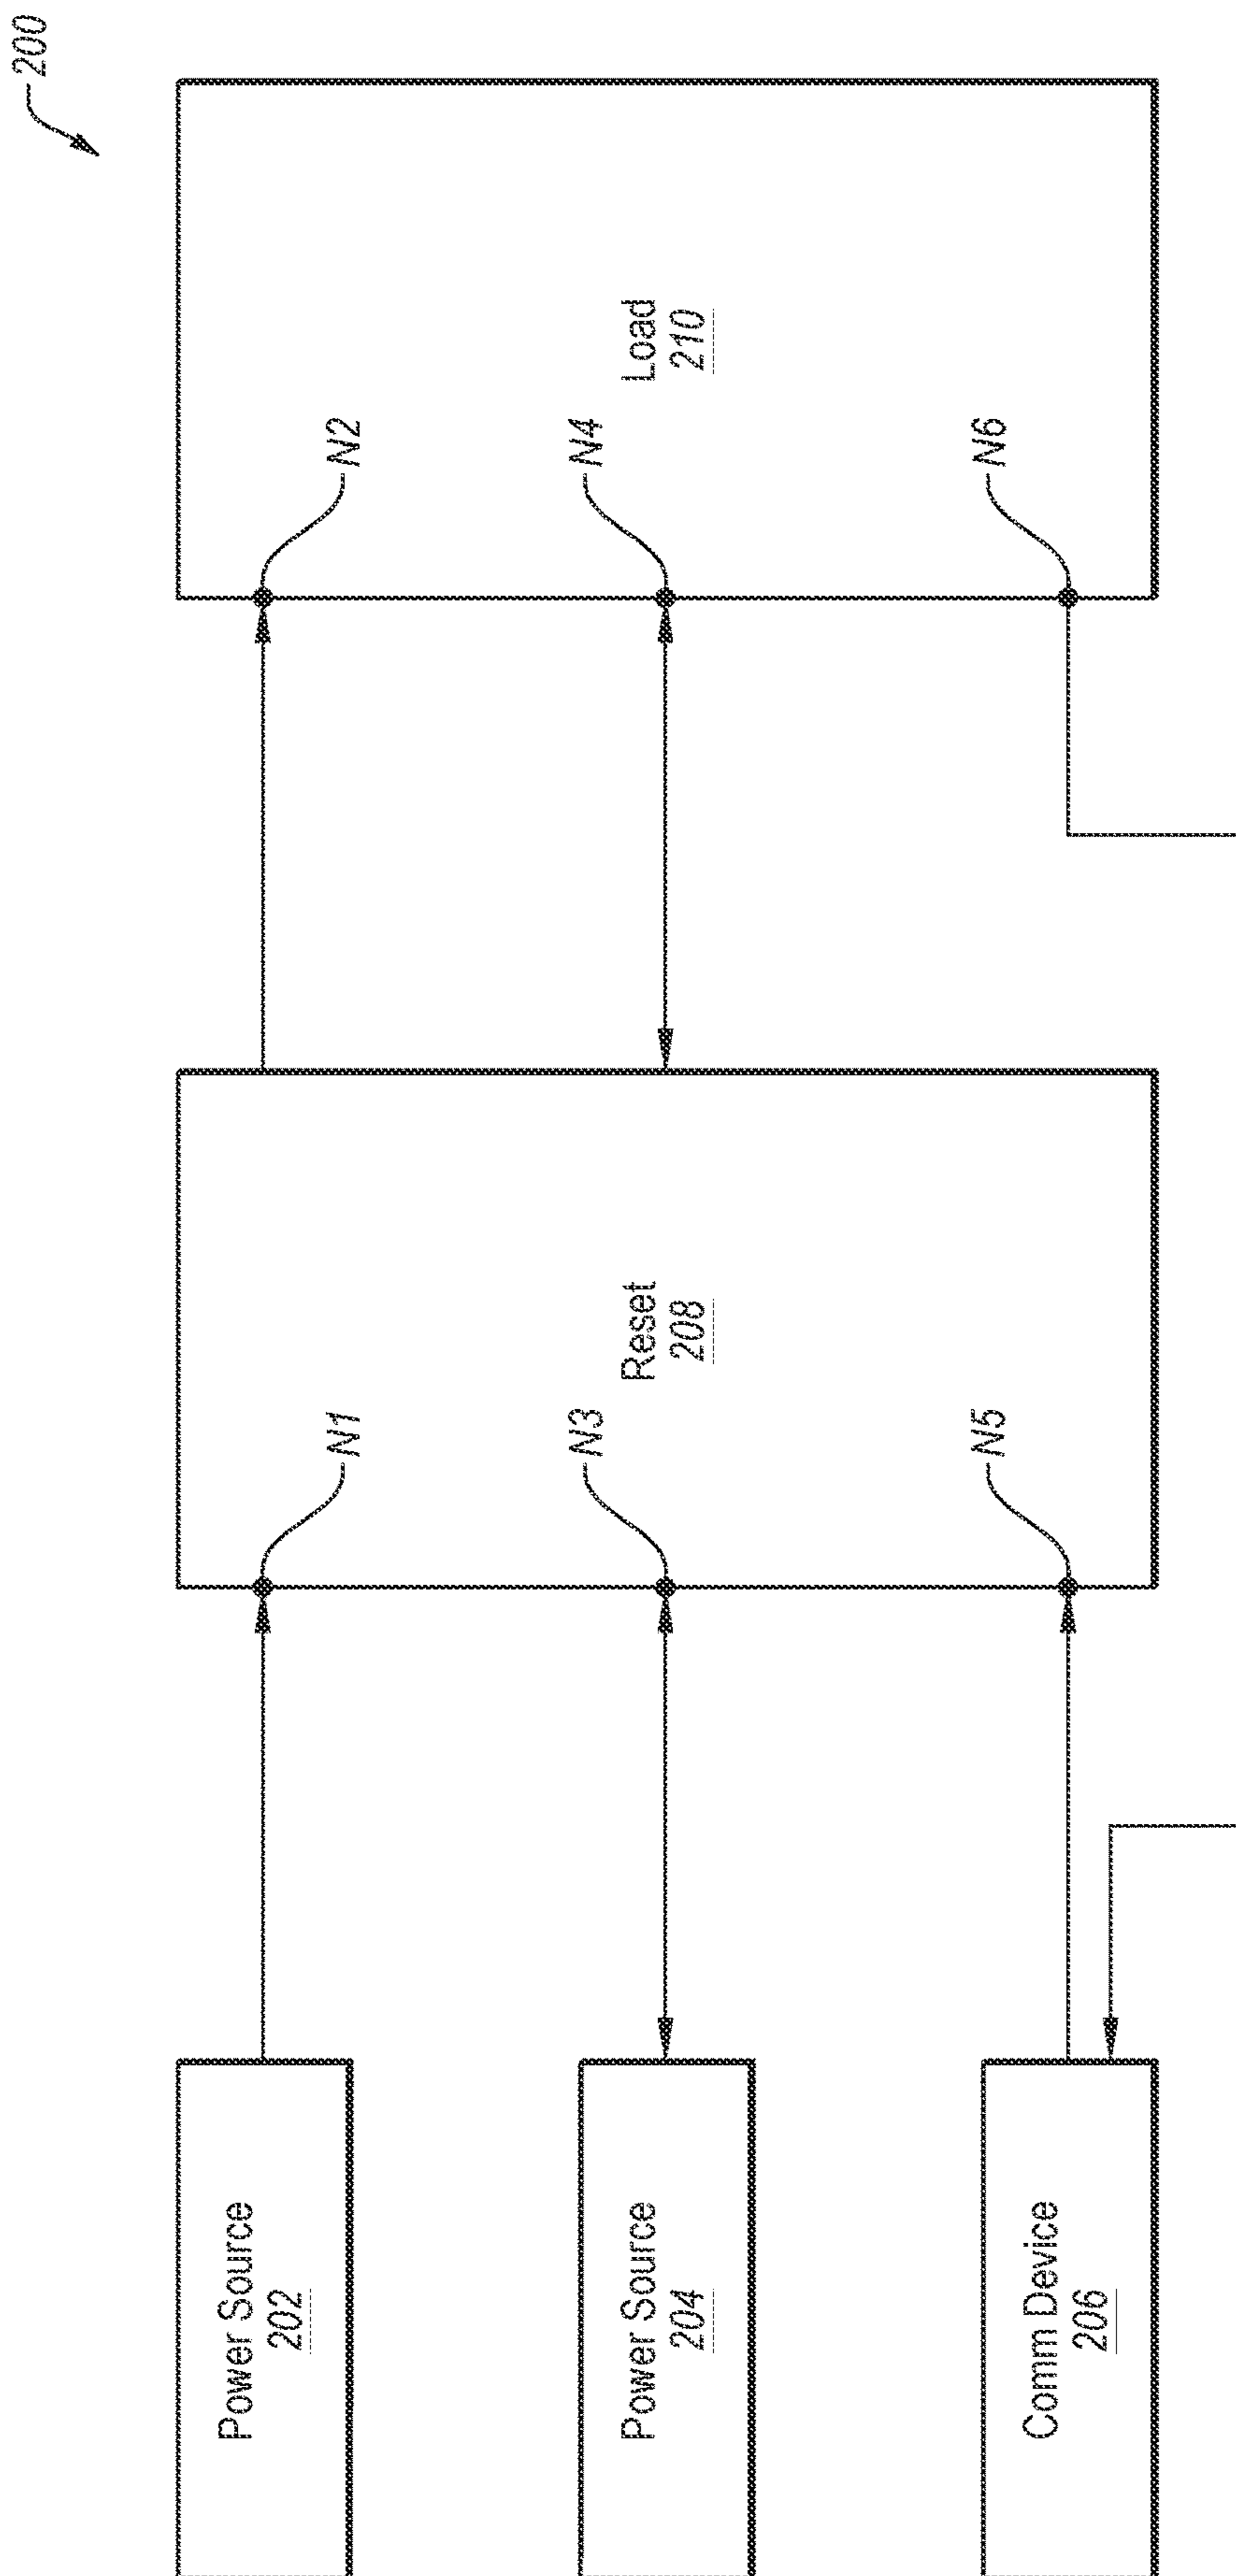 200
Power Source
202
Power Source
204
Comm Device
206
N1
N3
N5
Reset
208
N2
N4
N6
Load
210